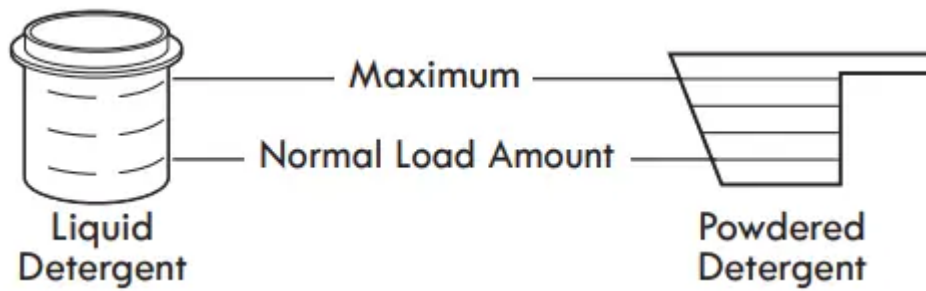 Maximum
Normal Load Amount
Liquid
Detergent
Powdered
Detergent